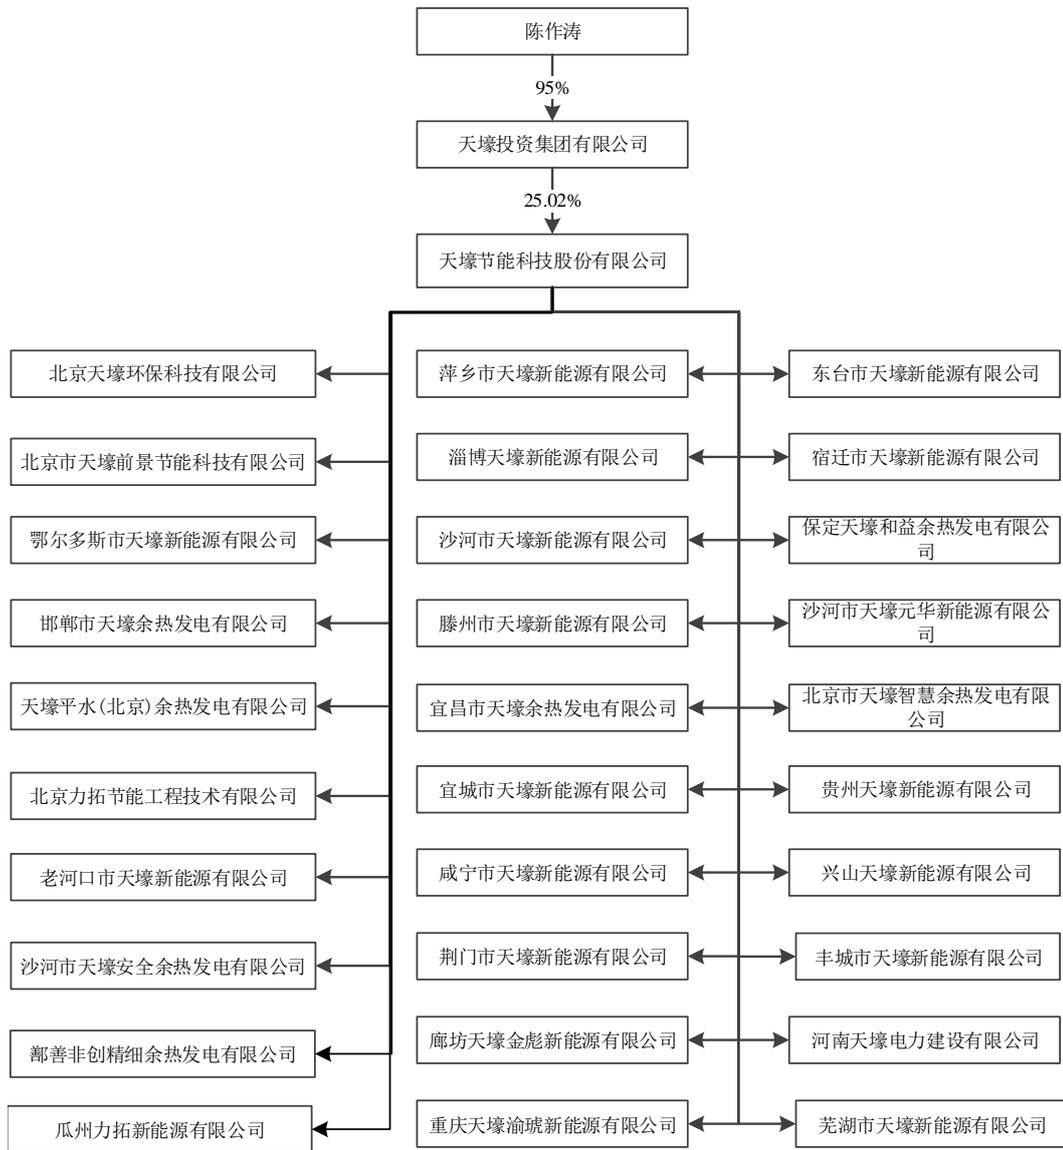 陈作涛
95%
天壕投资集团有限公司
25.02%
天壕节能科技股份有限公司
北京天壕环保科技有限公司
萍乡市天壕新能源有限公司
东台市天壕新能源有限公司
北京市天壕前景节能科技有限公司
淄博天壕新能源有限公司
宿迁市天壕新能源有限公司
鄂尔多斯市天壕新能源有限公司
沙河市天壕新能源有限公司
保定天壕和益余热发电有限公
司
邯郸市天壕余热发电有限公司
滕州市天壕新能源有限公司
沙河市天壕元华新能源有限公
司
天壕平水(北京)余热发电有限公司
宜昌市天壕余热发电有限公司
北京市天壕智慧余热发电有限
公司
北京力拓节能工程技术有限公司
宜城市天壕新能源有限公司
贵州天壕新能源有限公司
老河口市天壕新能源有限公司
咸宁市天壕新能源有限公司
兴山天壕新能源有限公司
沙河市天壕安全余热发电有限公司
荆门市天壕新能源有限公司
丰城市天壕新能源有限公司
鄯善非创精细余热发电有限公司
廊坊天壕金彪新能源有限公司
河南天壕电力建设有限公司
瓜州力拓新能源有限公司
重庆天壕渝琥新能源有限公司
芜湖市天壕新能源有限公司